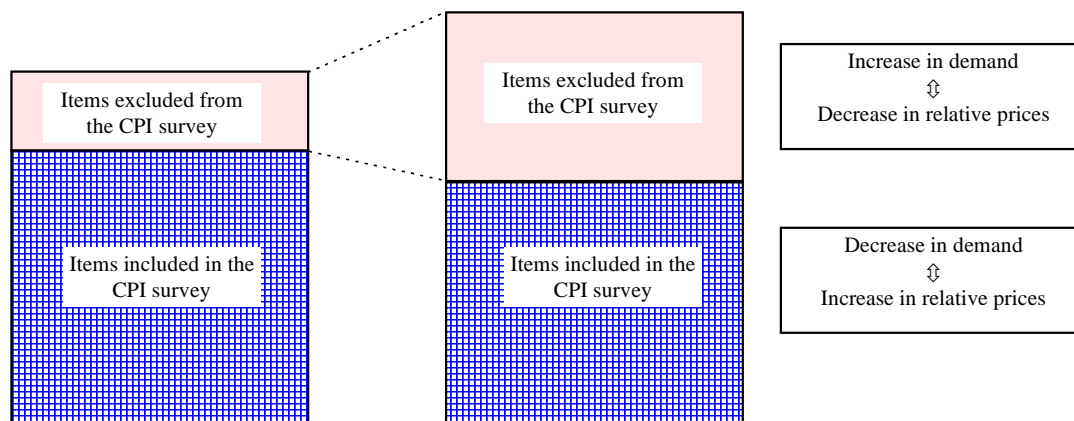 Items excluded from
the CPI survey
Items included in the
CPI survey
Items excluded from
the CPI survey
Items included in the
CPI survey
Increase in demand
⇳
Decrease in relative prices
Decrease in demand
⇳
Increase in relative prices